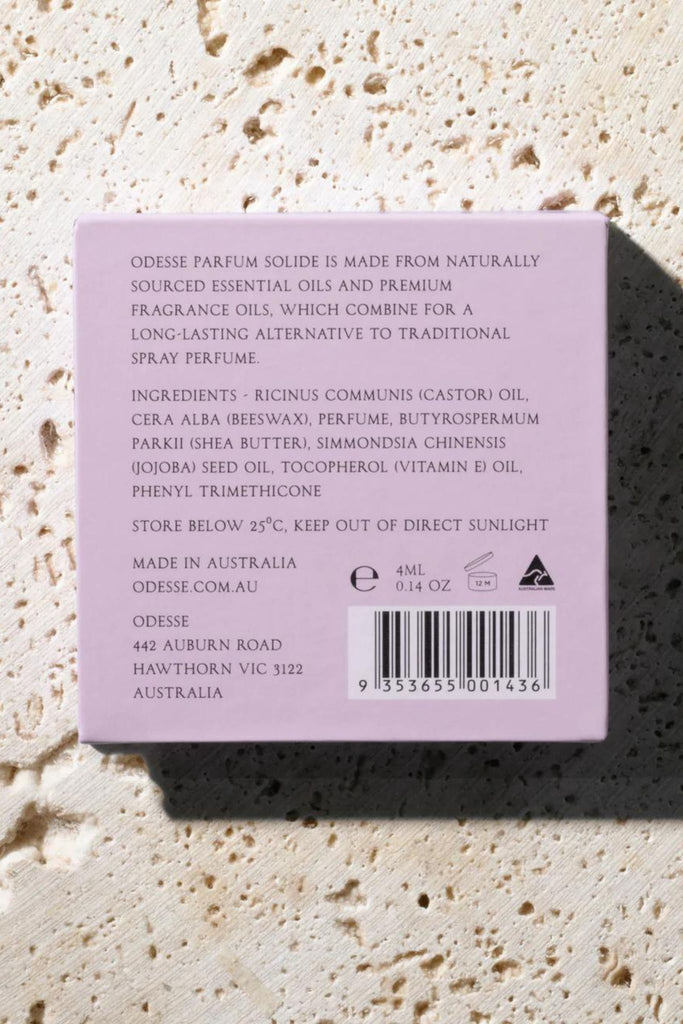 ODESSE PARFUM SOLIDE IS MADE FROM NATURALLY
SOURCED ESSENTIAL OILS AND PREMIUM
FRAGRANCE OILS, WHICH COMBINE FOR A
LONG-LASTING ALTERNATIVE TO TRADITIONAL
SPRAY PERFUME.
INGREDIENTS - RICINUS COMMUNIS (CASTOR) OIL,
CERA ALBA (BEESWAX), PERFUME, BUTYROSPERMUM
PARKII (SHEA BUTTER), SIMMONDSIA CHINENSIS
(JOJOBA) SEED OIL, TOCOPHEROL (VITAMIN E) OIL,
PHENYL TRIMETHICONE
STORE BELOW 25⁰C, KEEP OUT OF DIRECT SUNLIGHT
MADE IN AUSTRALIA
ODESSE.COM.AU
℮
4ML
0.14 OZ
12 M
AUSTRALIAN MADE
ODESSE
442 AUBURN ROAD
HAWTHORN VIC 3122
AUSTRALIA
9 353655 001436